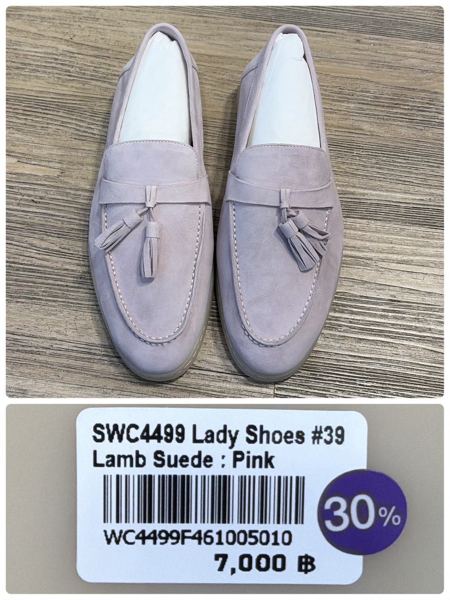 SWC4499 Lady Shoes #39
Lamb Suede : Pink
30%
WC4499F461005010
7,000 ฿